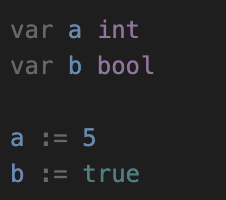 var a int
var b bool
a := 5
b := true